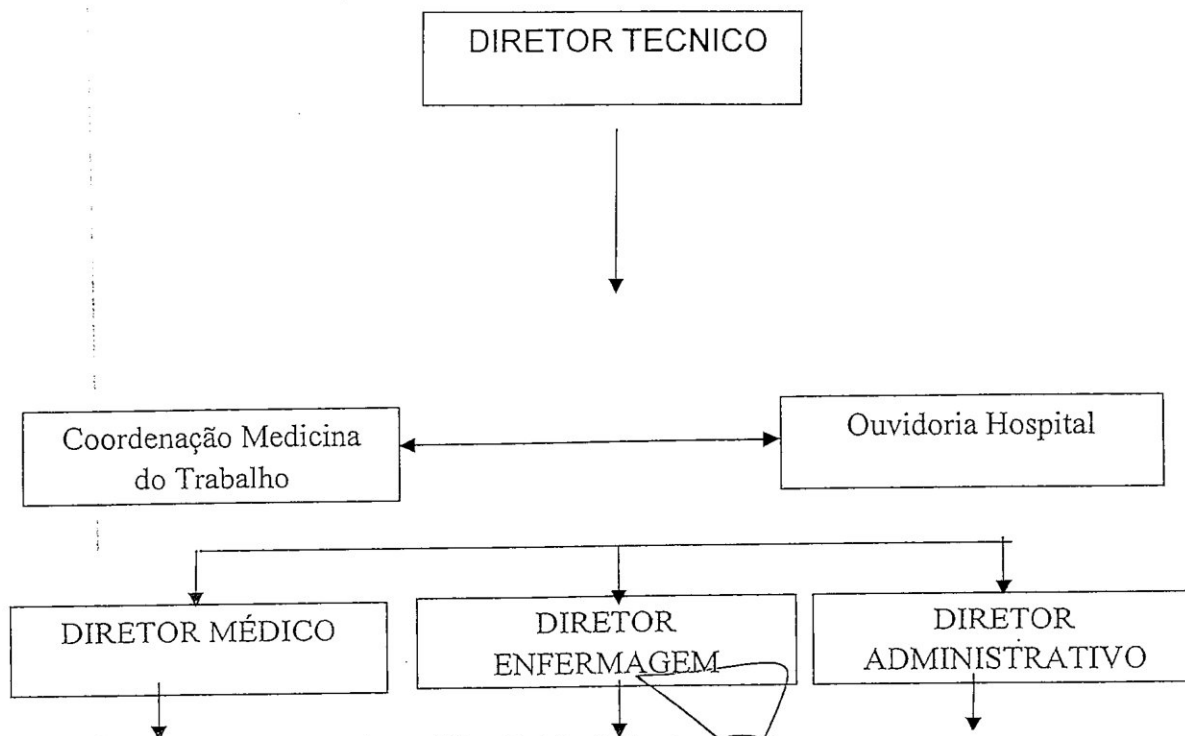 DIRETOR TECNICO
Coordenação Medicina
do Trabalho
Ouvidoria Hospital
DIRETOR MÉDICO
DIRETOR
ENFERMAGEM
DIRETOR
ADMINISTRATIVO